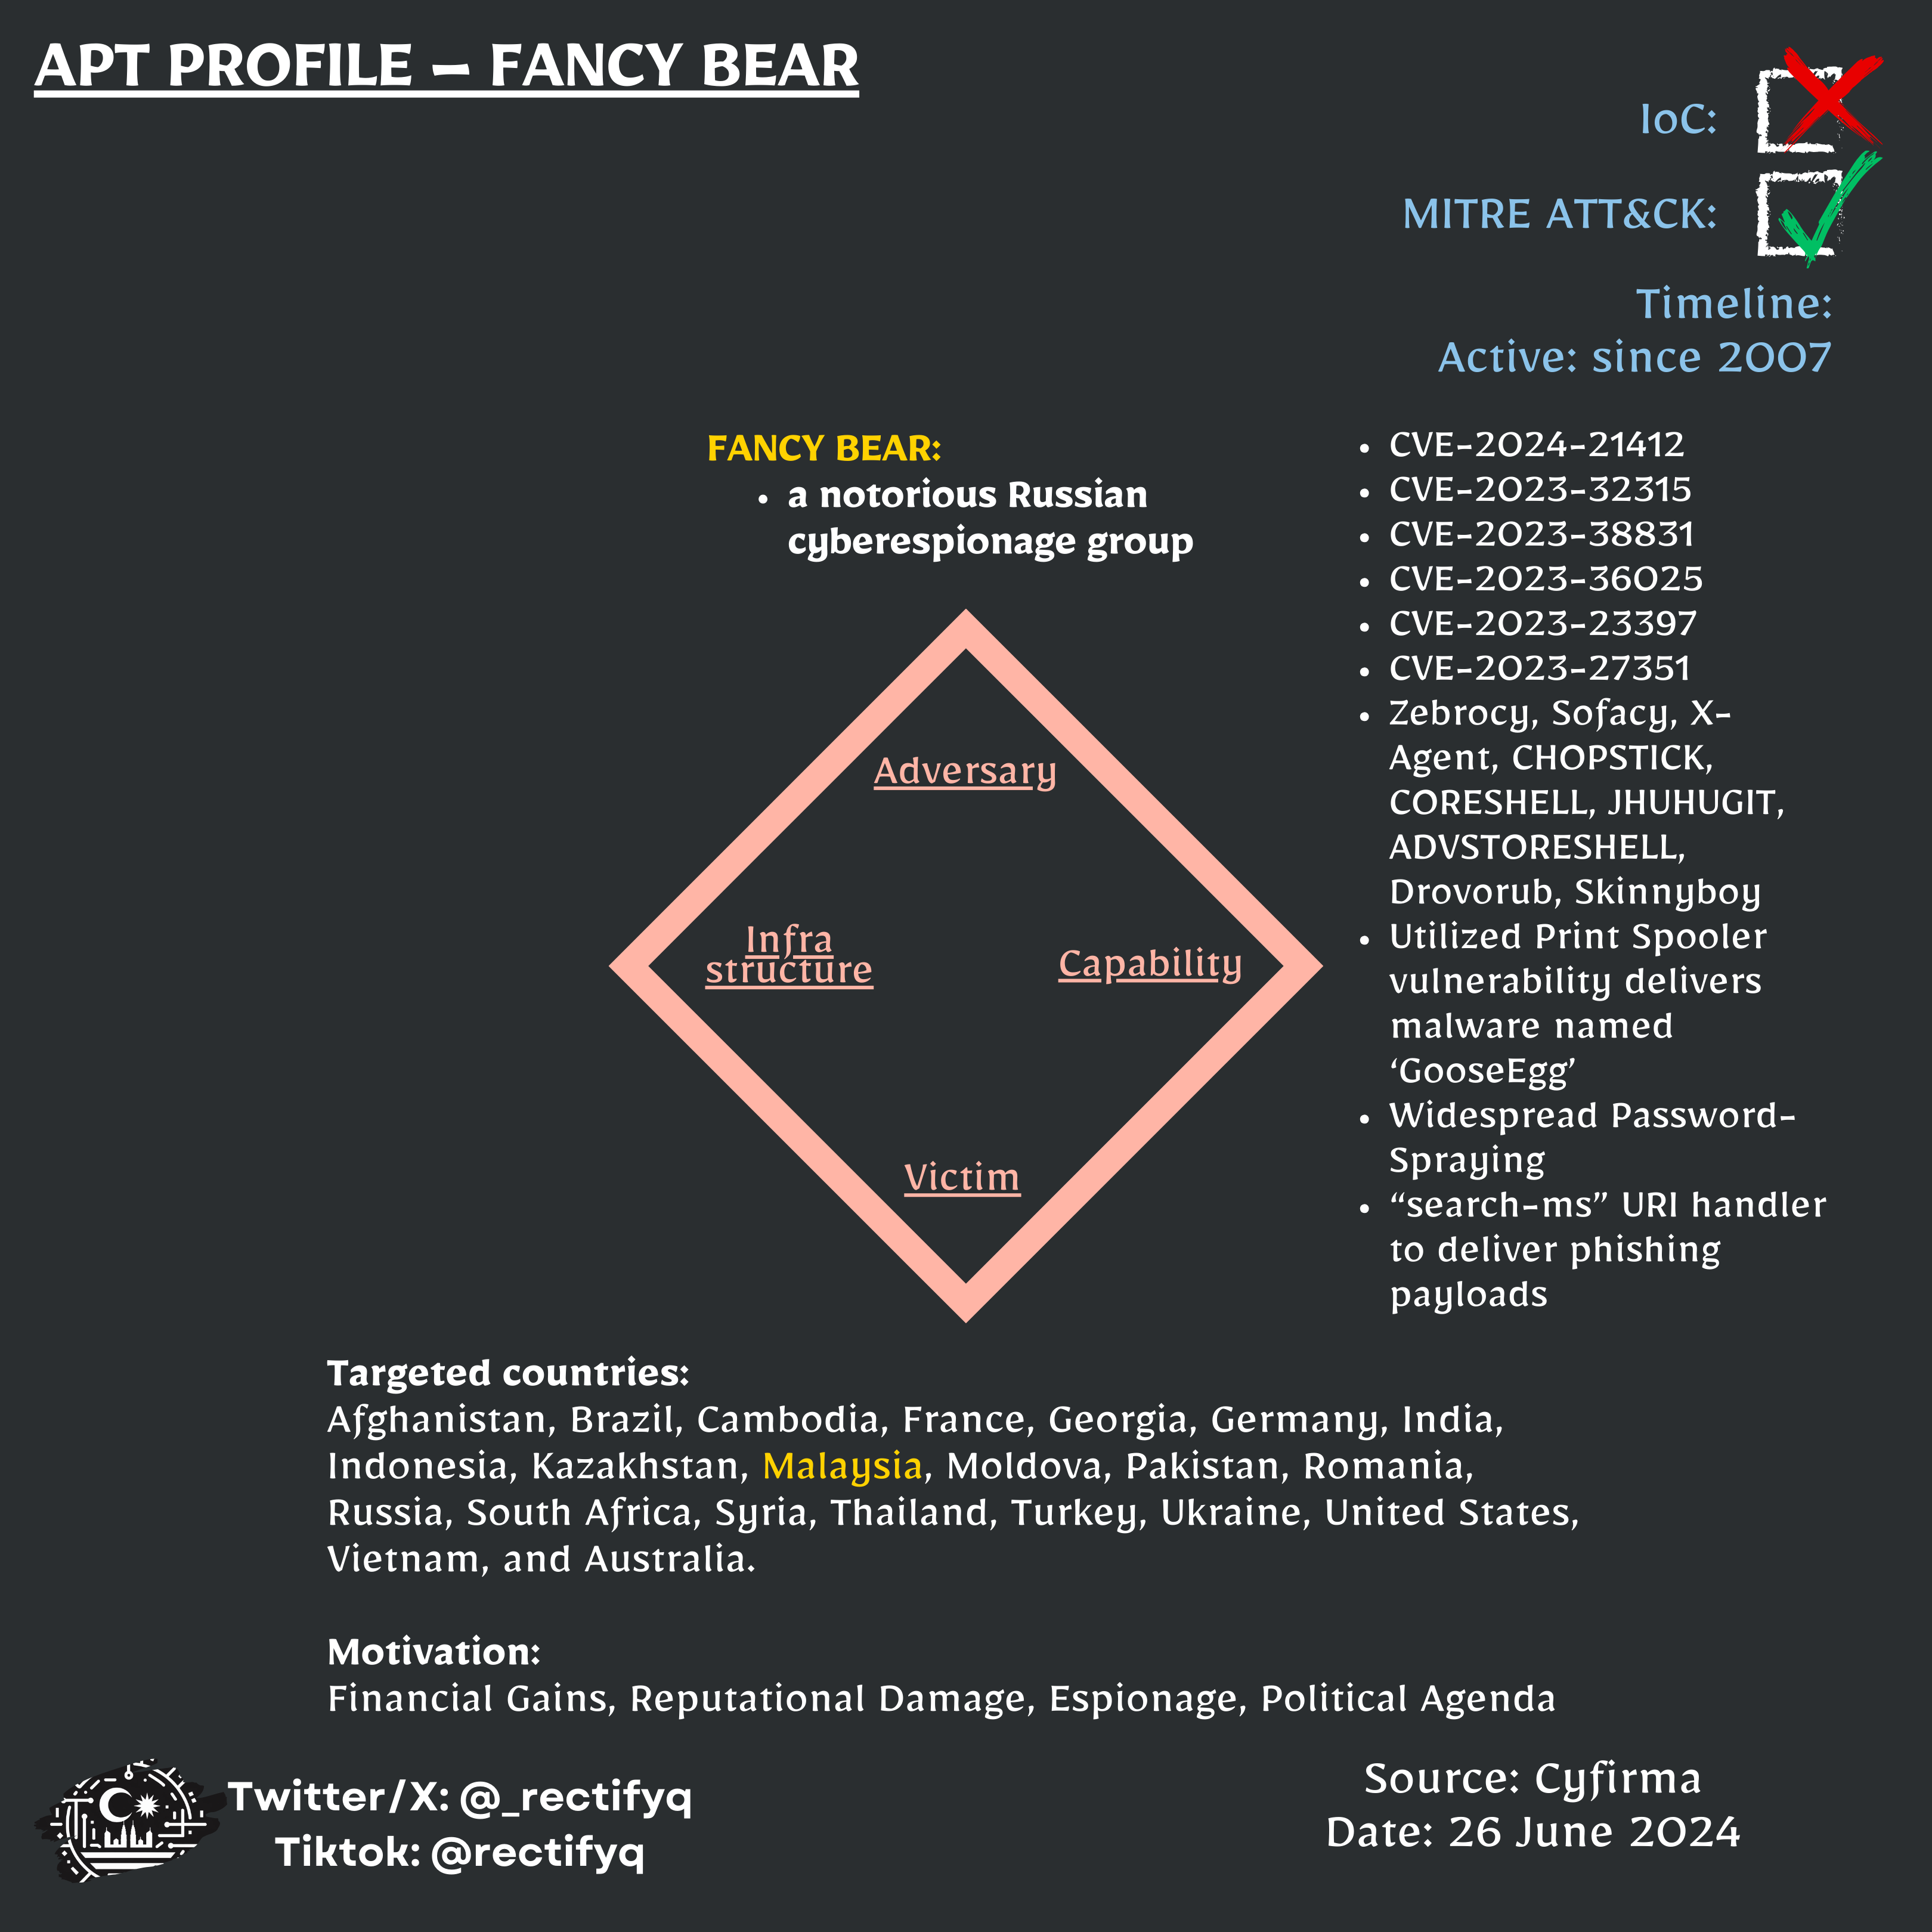 APT PROFILE – FANCY BEAR
IoC:
MITRE ATT&CK:
Timeline:
Active: since 2007
FANCY BEAR:
• a notorious Russian
cyberespionage group
• CVE-2024-21412
• CVE-2023-32315
• CVE-2023-38831
• CVE-2023-36025
• CVE-2023-23397
• CVE-2023-27351
• Zebrocy, Sofacy, X-
Agent, CHOPSTICK,
CORESHELL, JHUHUGIT,
ADVSTORESHELL,
Drovorub, Skinnyboy
• Utilized Print Spooler
vulnerability delivers
malware named
‘GooseEgg’
• Widespread Password-
Spraying
• “search-ms” URI handler
to deliver phishing
payloads
Adversary
Infra
structure
Capability
Victim
Targeted countries:
Afghanistan, Brazil, Cambodia, France, Georgia, Germany, India,
Indonesia, Kazakhstan, Malaysia, Moldova, Pakistan, Romania,
Russia, South Africa, Syria, Thailand, Turkey, Ukraine, United States,
Vietnam, and Australia.
Motivation:
Financial Gains, Reputational Damage, Espionage, Political Agenda
Twitter/X: @_rectifyq
Tiktok: @rectifyq
Source: Cyfirma
Date: 26 June 2024